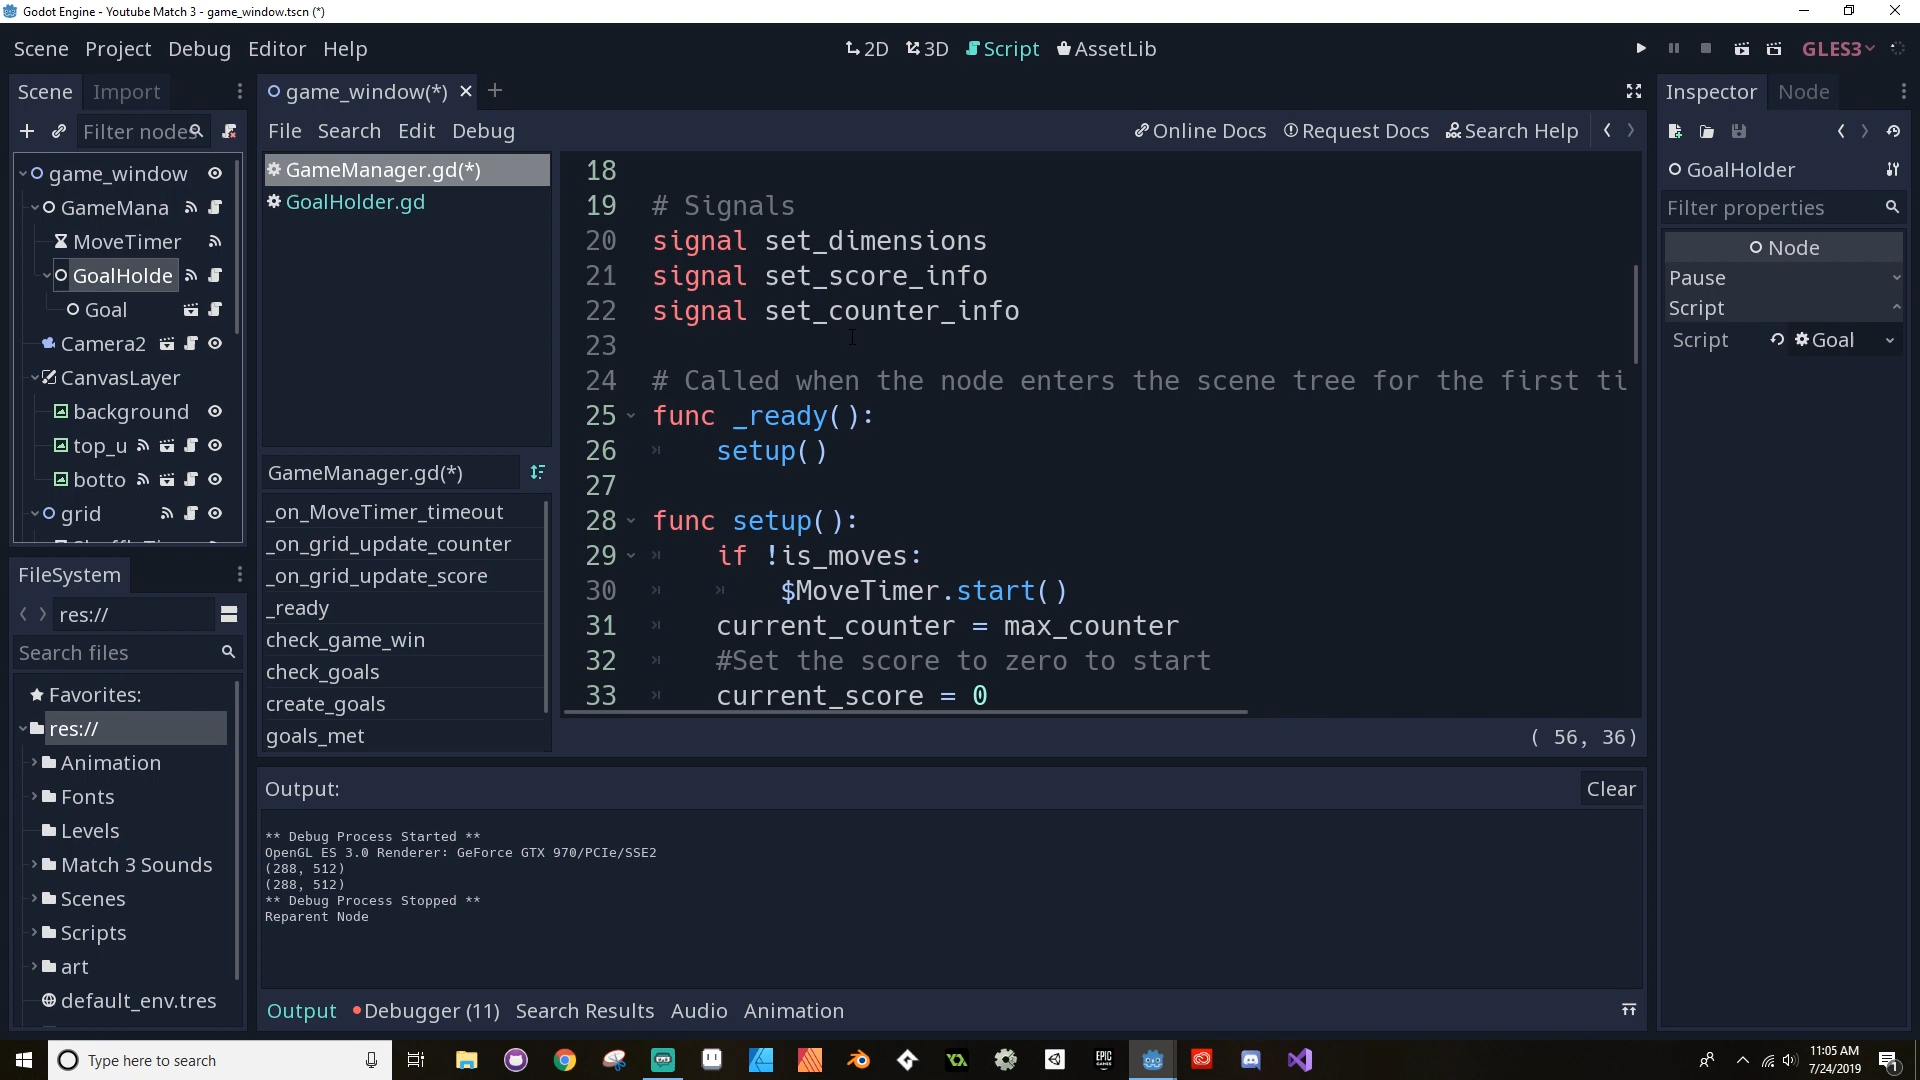 Godot Engine - Youtube Match 3 - game_window.tscn (*)
Scene Project Debug Editor Help
2D 3D Script AssetLib
GLES3
Scene Import
game_window(*)
Inspector Node
Filter nodes
File Search Edit Debug
Online Docs Request Docs Search Help
game_window
GameMana
MoveTimer
GoalHolde
Goal
Camera2
CanvasLayer
background
top_u
botto
grid
GameManager.gd(*)
GoalHolder.gd
GameManager.gd(*)
_on_MoveTimer_timeout
_on_grid_update_counter
_on_grid_update_score
_ready
check_game_win
check_goals
create_goals
goals_met
18
19 # Signals
20 signal set_dimensions
21 signal set_score_info
22 signal set_counter_info
23
24 # Called when the node enters the scene tree for the first ti
25 func _ready():
26 setup()
27
28 func setup():
29 if !is_moves:
30 $MoveTimer.start()
31 current_counter = max_counter
32 #Set the score to zero to start
33 current_score = 0
( 56, 36)
GoalHolder
Filter properties
Node
Pause
Script
Script Goal
FileSystem
res://
Search files
Favorites:
res://
Animation
Fonts
Levels
Match 3 Sounds
Scenes
Scripts
art
default_env.tres
Output:
Clear
** Debug Process Started **
OpenGL ES 3.0 Renderer: GeForce GTX 970/PCIe/SSE2
(288, 512)
(288, 512)
** Debug Process Stopped **
Reparent Node
Output Debugger (11) Search Results Audio Animation
Type here to search
EPIC
GAMES
11:05 AM
7/24/2019
1